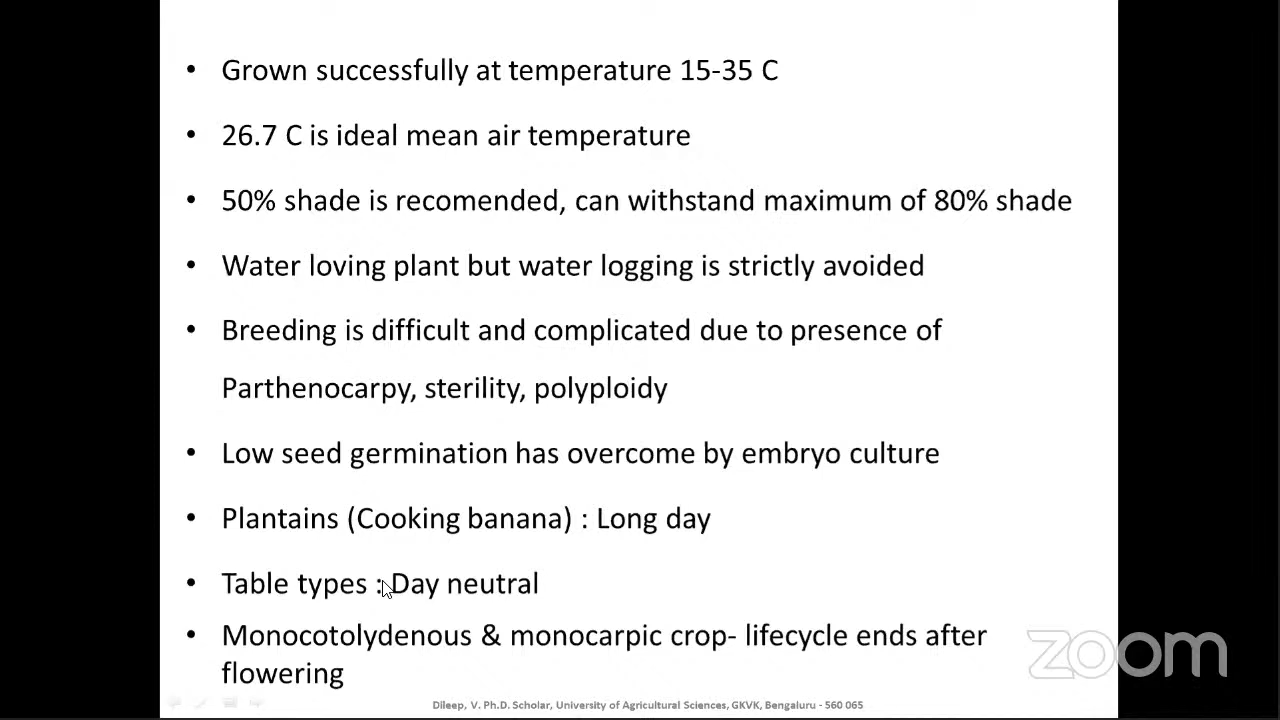 • Grown successfully at temperature 15-35 C
• 26.7 C is ideal mean air temperature
• 50% shade is recomended, can withstand maximum of 80% shade
• Water loving plant but water logging is strictly avoided
• Breeding is difficult and complicated due to presence of
Parthenocarpy, sterility, polyploidy
• Low seed germination has overcome by embryo culture
• Plantains (Cooking banana) : Long day
• Table types : Day neutral
• Monocotolydenous & monocarpic crop- lifecycle ends after
flowering
zoom
Dileep, V. Ph.D. Scholar, University of Agricultural Sciences, GKVK, Bengaluru - 560 065